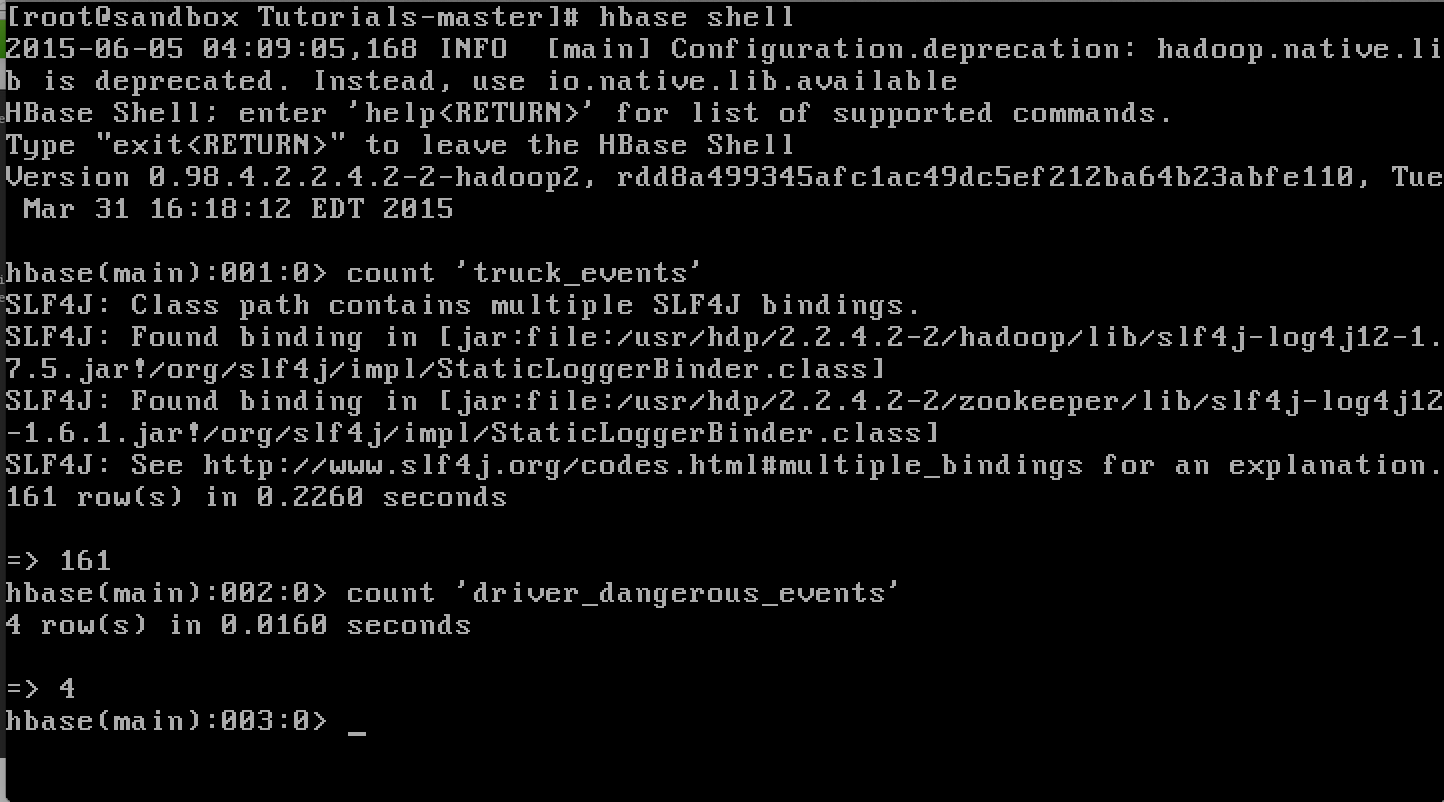 [root@sandbox Tutorials-master]# hbase shell
2015-06-05 04:09:05,168 INFO  [main] Configuration.deprecation: hadoop.native.li
b is deprecated. Instead, use io.native.lib.available
HBase Shell; enter 'help<RETURN>' for list of supported commands.
Type "exit<RETURN>" to leave the HBase Shell
Version 0.98.4.2.2.4.2-2-hadoop2, rdd8a499345afc1ac49dc5ef212ba64b23abfe110, Tue
 Mar 31 16:18:12 EDT 2015

hbase(main):001:0> count 'truck_events'
SLF4J: Class path contains multiple SLF4J bindings.
SLF4J: Found binding in [jar:file:/usr/hdp/2.2.4.2-2/hadoop/lib/slf4j-log4j12-1.
7.5.jar!/org/slf4j/impl/StaticLoggerBinder.class]
SLF4J: Found binding in [jar:file:/usr/hdp/2.2.4.2-2/zookeeper/lib/slf4j-log4j12
-1.6.1.jar!/org/slf4j/impl/StaticLoggerBinder.class]
SLF4J: See http://www.slf4j.org/codes.html#multiple_bindings for an explanation.
161 row(s) in 0.2260 seconds

=> 161
hbase(main):002:0> count 'driver_dangerous_events'
4 row(s) in 0.0160 seconds

=> 4
hbase(main):003:0> _